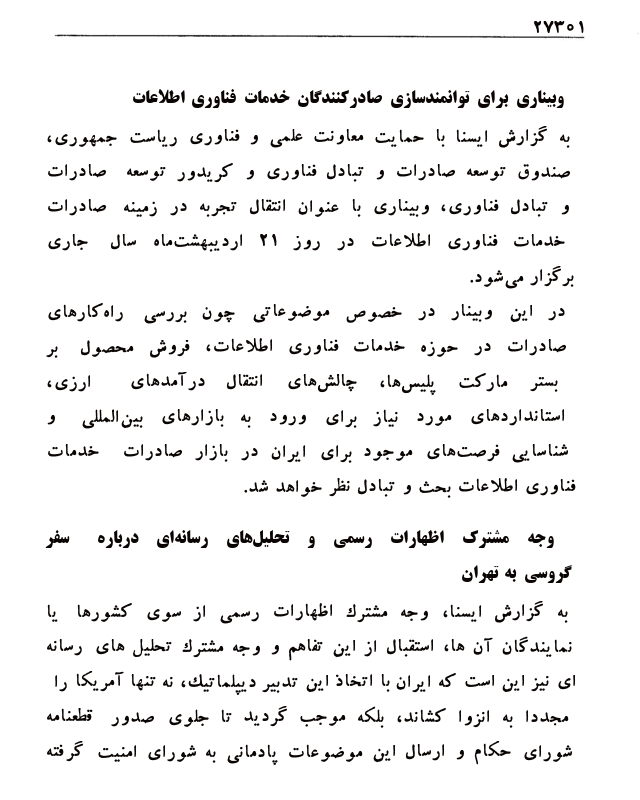 ۲۷۳۰۱
وبیناری برای توانمندسازی صادرکنندگان خدمات فناوری اطلاعات
به گزارش ایسنا با حمایت معاونت علمی و فناوری ریاست جمهوری،
صندوق توسعه صادرات و تبادل فناوری و کریدور توسعه صادرات
و تبادل فناوری، وبیناری با عنوان انتقال تجربه در زمینه صادرات
خدمات فناوری اطلاعات در روز ۲۱ اردیبهشت‌ماه سال جاری
برگزار می‌شود.
در این وبینار در خصوص موضوعاتی چون بررسی راه‌کارهای
صادرات در حوزه خدمات فناوری اطلاعات، فروش محصول بر
بستر مارکت پلیس‌ها، چالش‌های انتقال درآمدهای ارزی،
استانداردهای مورد نیاز برای ورود به بازارهای بین‌المللی و
شناسایی فرصت‌های موجود برای ایران در بازار صادرات خدمات
فناوری اطلاعات بحث و تبادل نظر خواهد شد.
وجه مشترک اظهارات رسمی و تحلیل‌های رسانه‌ای درباره سفر
گروسی به تهران
به گزارش ایسنا، وجه مشترك اظهارات رسمی از سوی کشورها یا
نمایندگان آن ها، استقبال از این تفاهم و وجه مشترك تحلیل های رسانه
ای نیز این است که ایران با اتخاذ این تدبیر دیپلماتیك، نه تنها آمریکا را
مجددا به انزوا کشاند، بلکه موجب گردید تا جلوی صدور قطعنامه
شورای حکام و ارسال این موضوعات پادمانی به شورای امنیت گرفته